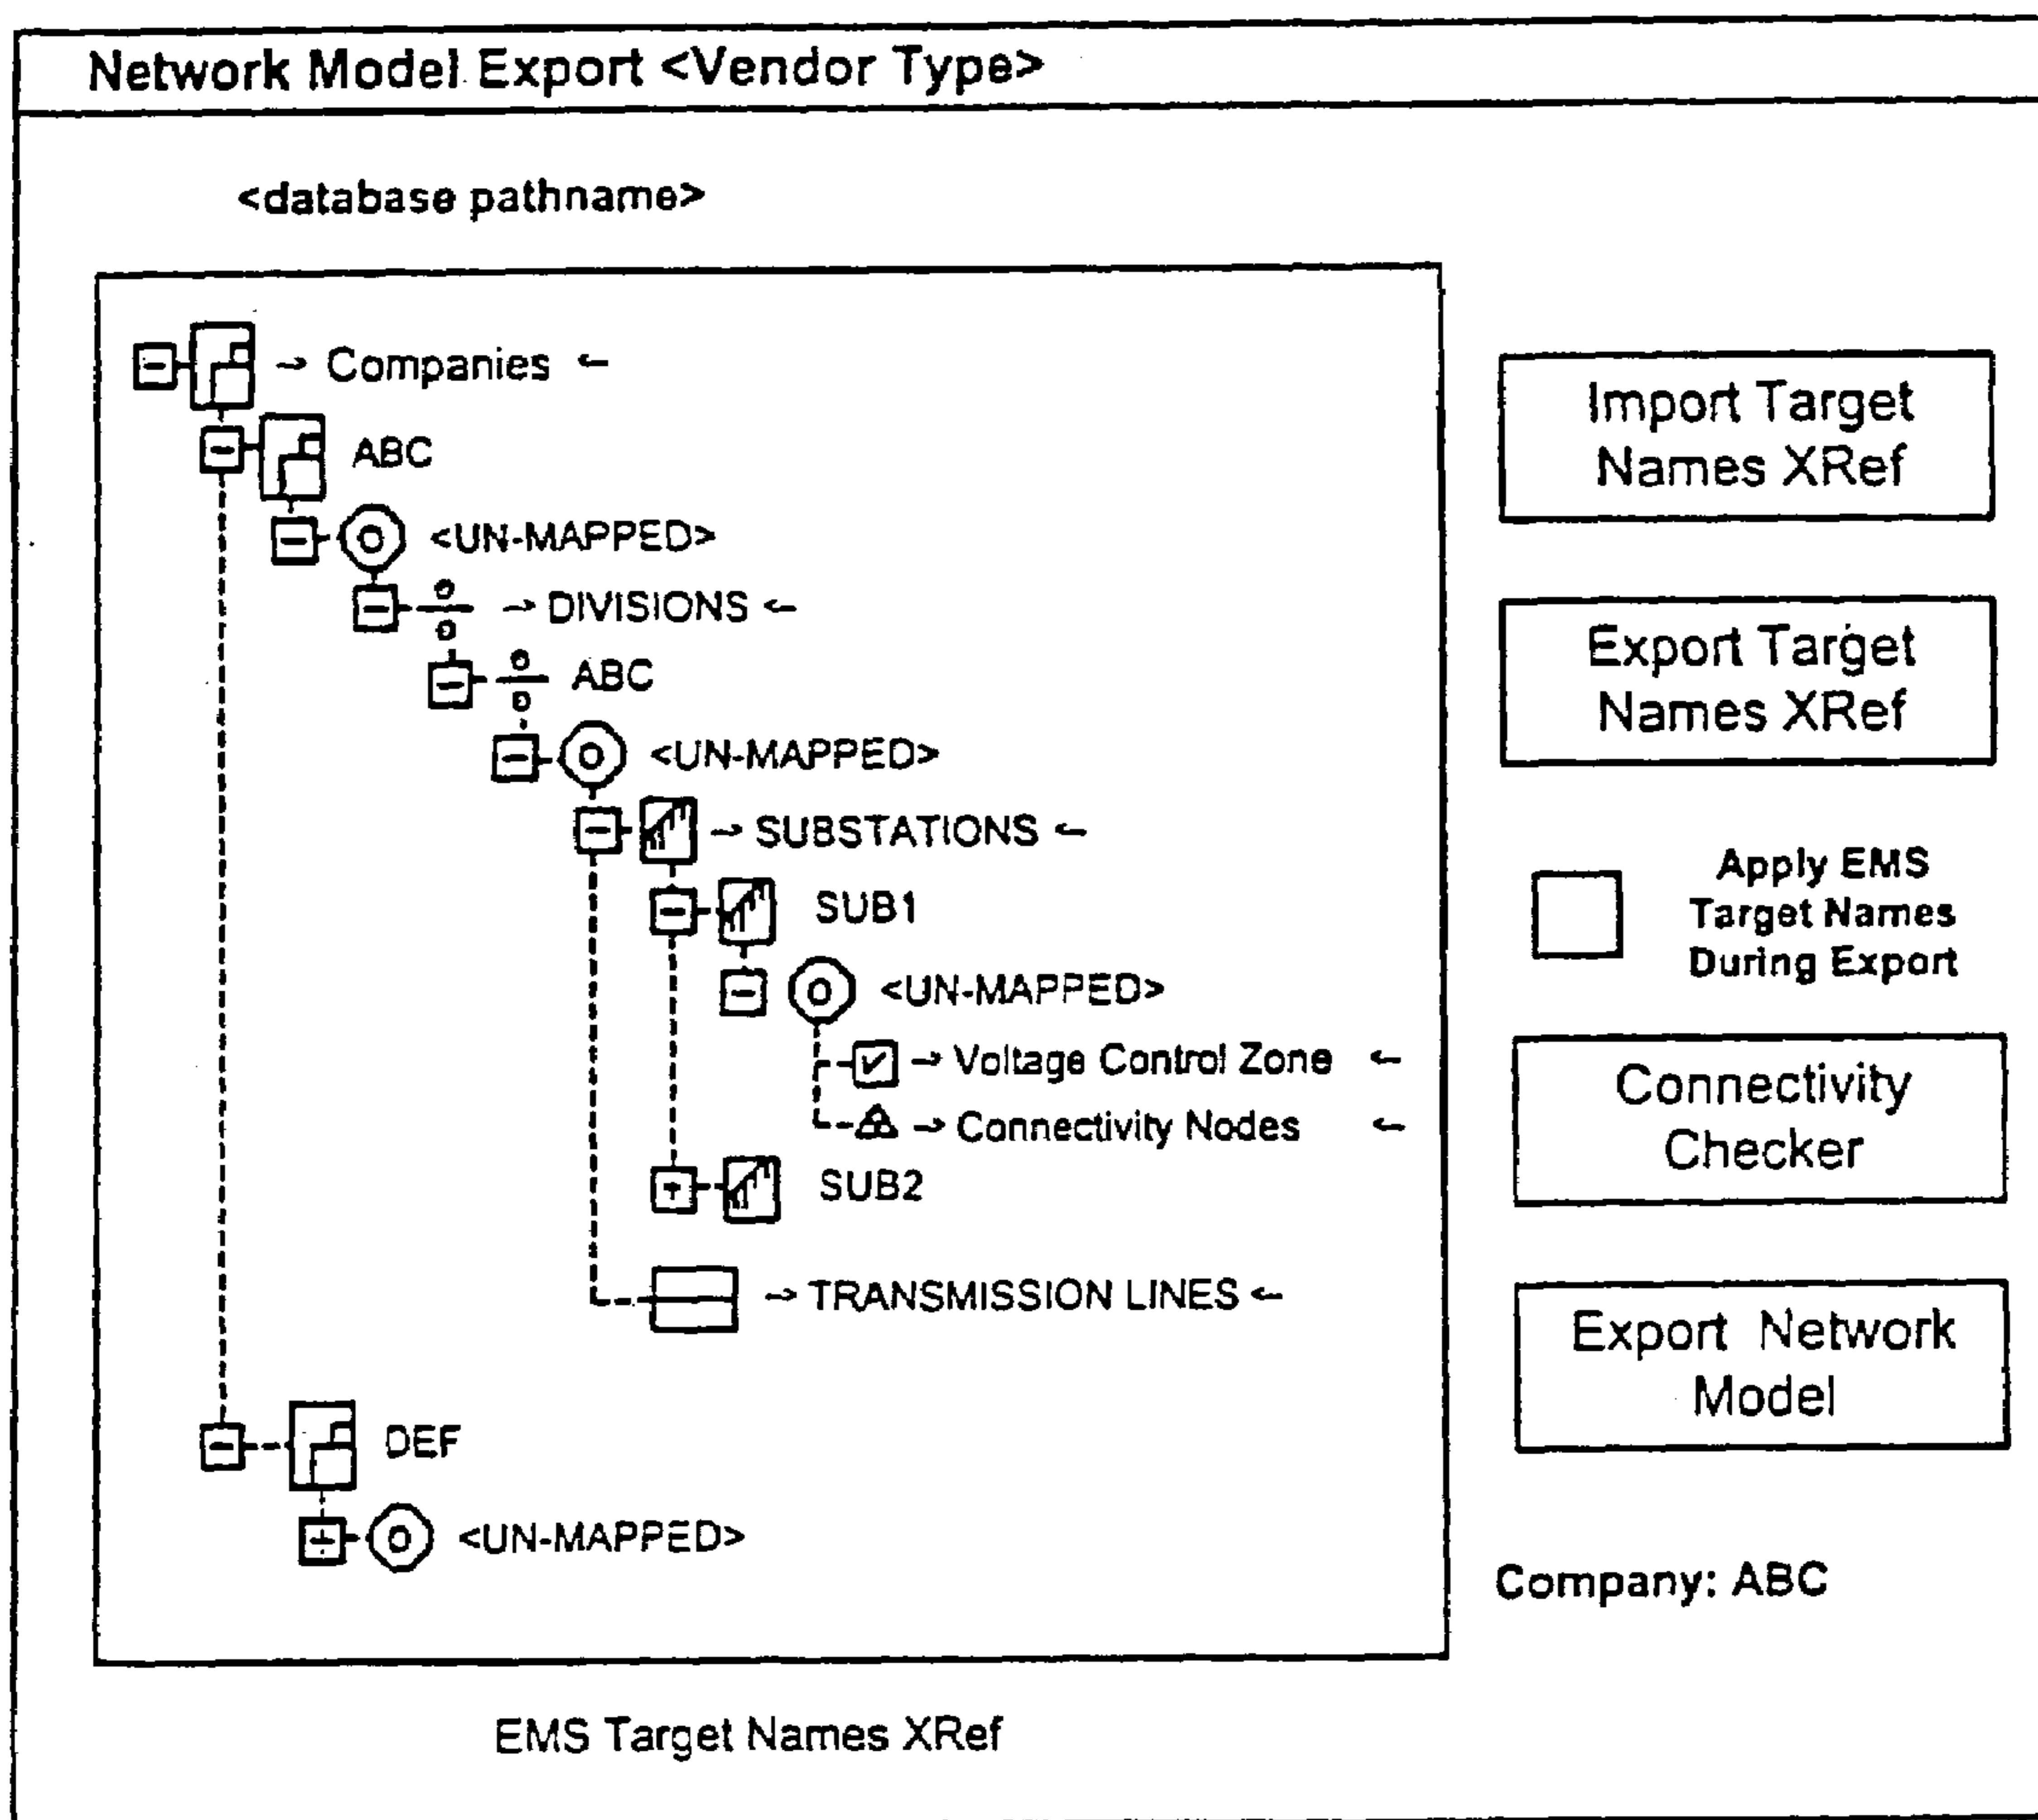 Network Model Export <Vendor Type>
<database pathname>
→ Companies ←
ABC
<UN-MAPPED>
→ DIVISIONS ←
ABC
<UN-MAPPED>
→ SUBSTATIONS ←
SUB1
<UN-MAPPED>
→ Voltage Control Zone ←
→ Connectivity Nodes ←
SUB2
→ TRANSMISSION LINES ←
DEF
<UN-MAPPED>
EMS Target Names XRef
Import Target
Names XRef
Export Target
Names XRef
Apply EMS
Target Names
During Export
Connectivity
Checker
Export Network
Model
Company: ABC